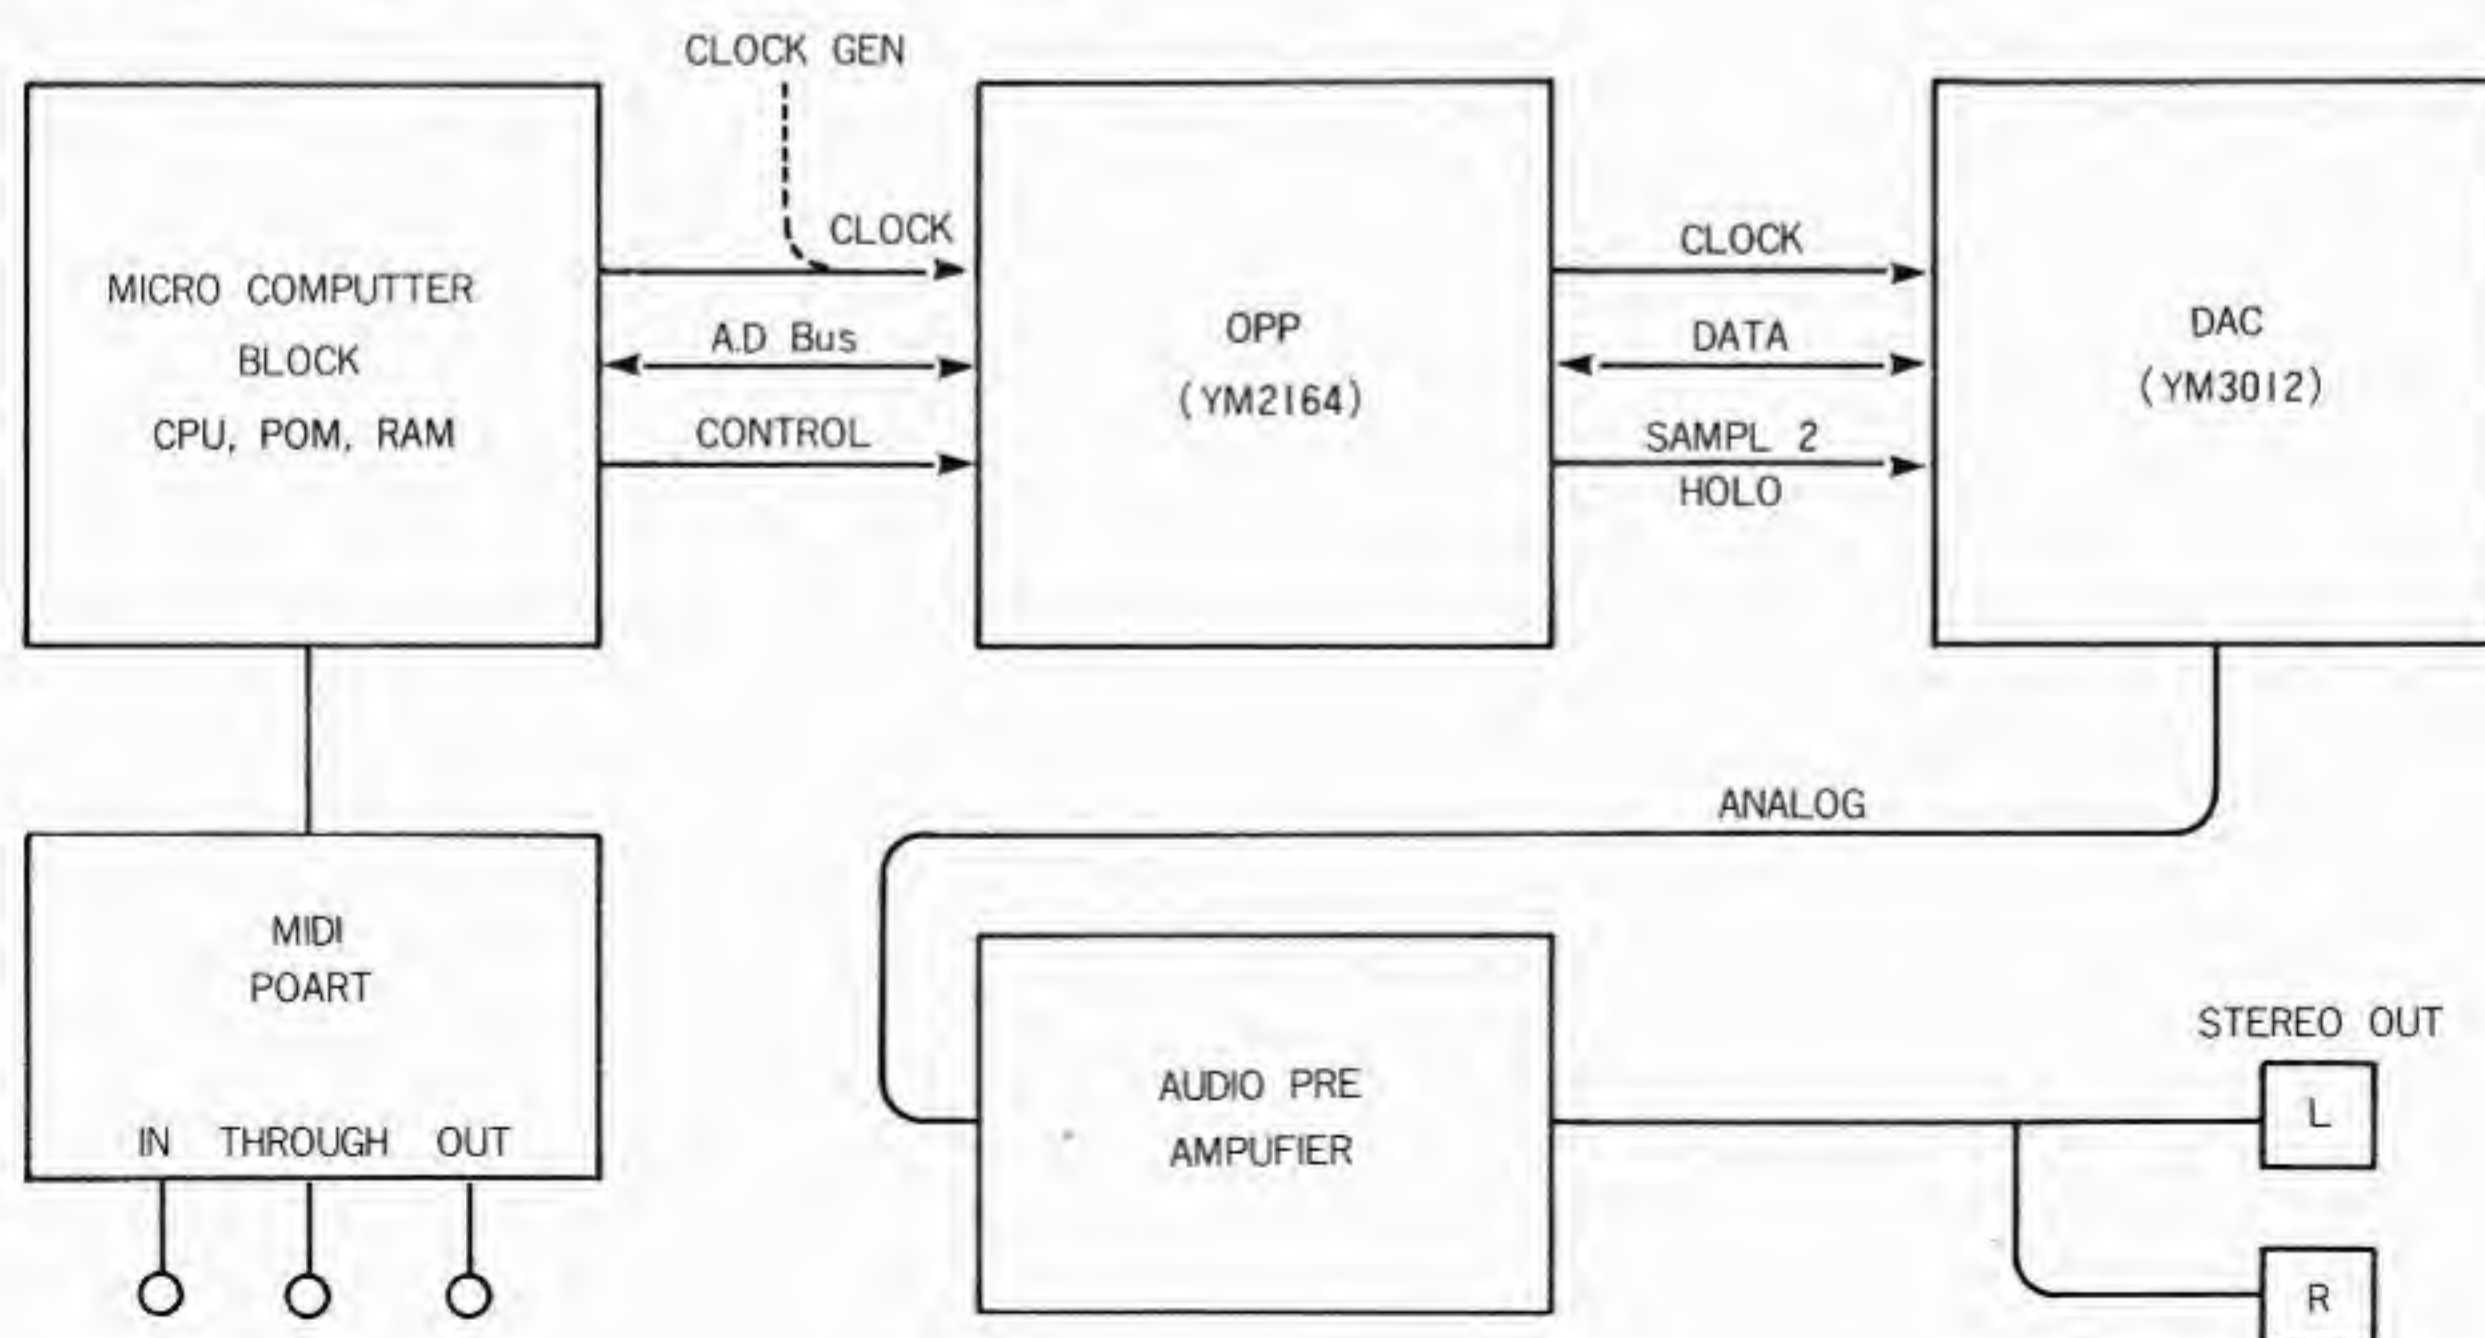 CLOCK GEN
MICRO COMPUTTER
BLOCK
CPU, POM, RAM
CLOCK
A.D Bus
CONTROL
OPP
(YM2164)
CLOCK
DATA
SAMPL 2
HOLO
DAC
(YM3012)
ANALOG
MIDI
POART
IN THROUGH OUT
AUDIO PRE
AMPUFIER
STEREO OUT
L
R